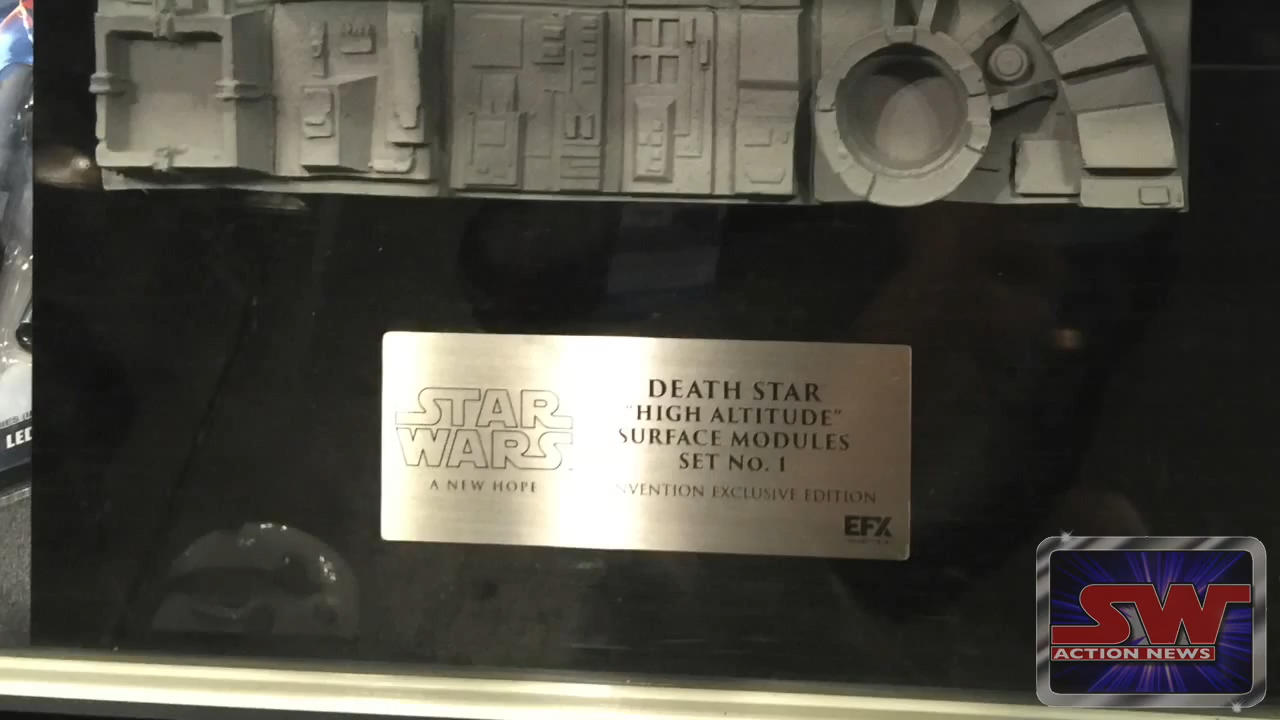 STAR
WARS
A NEW HOPE
DEATH STAR
"HIGH ALTITUDE"
SURFACE MODULES
SET NO. 1
NVENTION EXCLUSIVE EDITION
EFX
LED
SW
ACTION NEWS